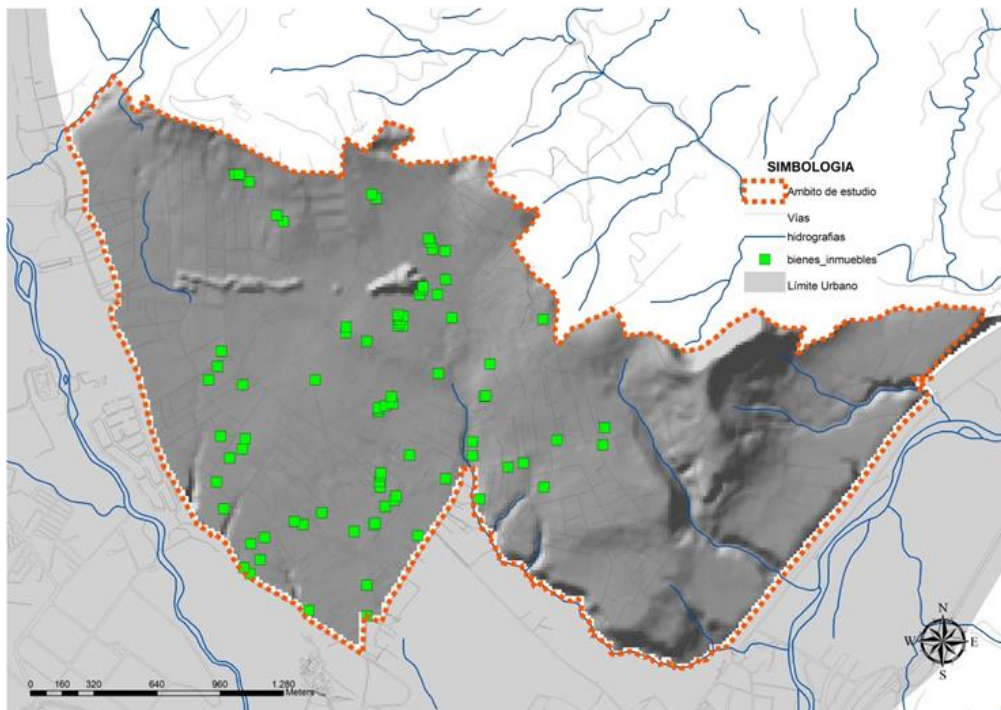 SIMBOLOGIA
Ambito de estudio
Vías
hidrografias
bienes_inmuebles
Límite Urbano
N
W E
S
0 160 320 640 960 1.280
Meters